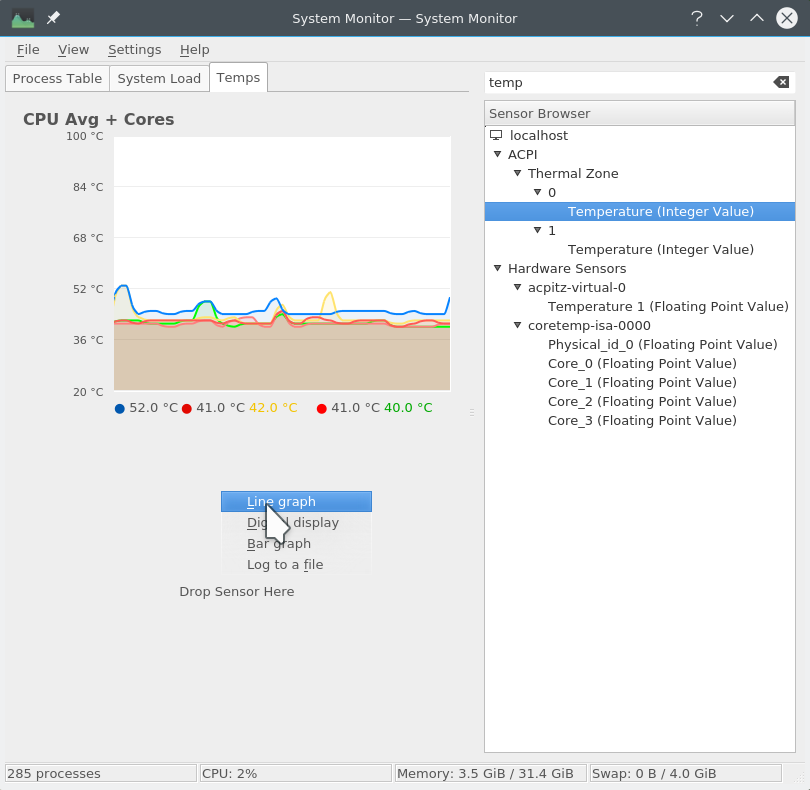 System Monitor — System Monitor
File View Settings Help
Process Table System Load Temps
CPU Avg + Cores
100 °C
84 °C
68 °C
52 °C
36 °C
20 °C
52.0 °C 41.0 °C 42.0 °C 41.0 °C 40.0 °C
Line graph
display
Bar graph
Log to a file
Drop Sensor Here
temp
Sensor Browser
localhost
ACPI
Thermal Zone
0
Temperature (Integer Value)
1
Temperature (Integer Value)
Hardware Sensors
acpitz-virtual-0
Temperature 1 (Floating Point Value)
coretemp-isa-0000
Physical_id_0 (Floating Point Value)
Core_0 (Floating Point Value)
Core_1 (Floating Point Value)
Core_2 (Floating Point Value)
Core_3 (Floating Point Value)
285 processes CPU: 2% Memory: 3.5 GiB / 31.4 GiB Swap: 0 B / 4.0 GiB